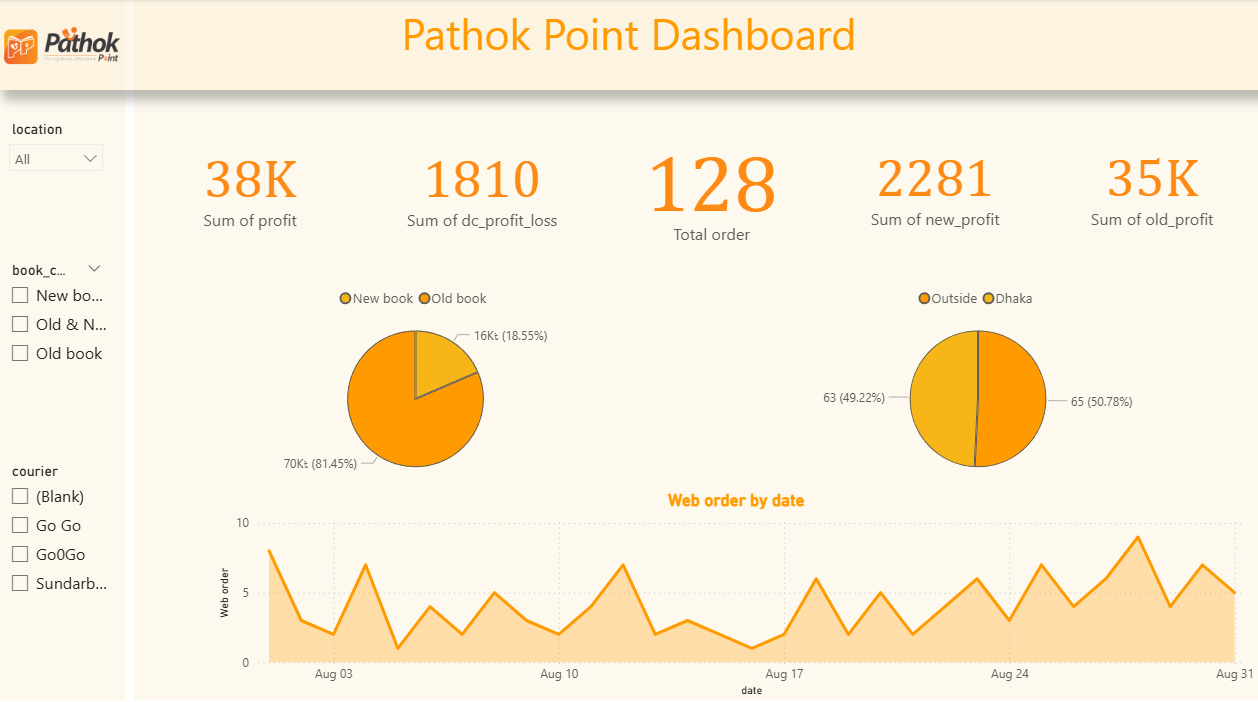 Pathok
Point
Pathok Point Dashboard
location
All
book_c...
New bo...
Old & N...
Old book
courier
(Blank)
Go Go
Go0Go
Sundarb...
38K
Sum of profit
1810
Sum of dc_profit_loss
128
Total order
2281
Sum of new_profit
35K
Sum of old_profit
New book Old book
16K৳ (18.55%)
70K৳ (81.45%)
Outside Dhaka
63 (49.22%)
65 (50.78%)
Web order by date
Web order
10
5
0
Aug 03 Aug 10 Aug 17 Aug 24 Aug 31
date